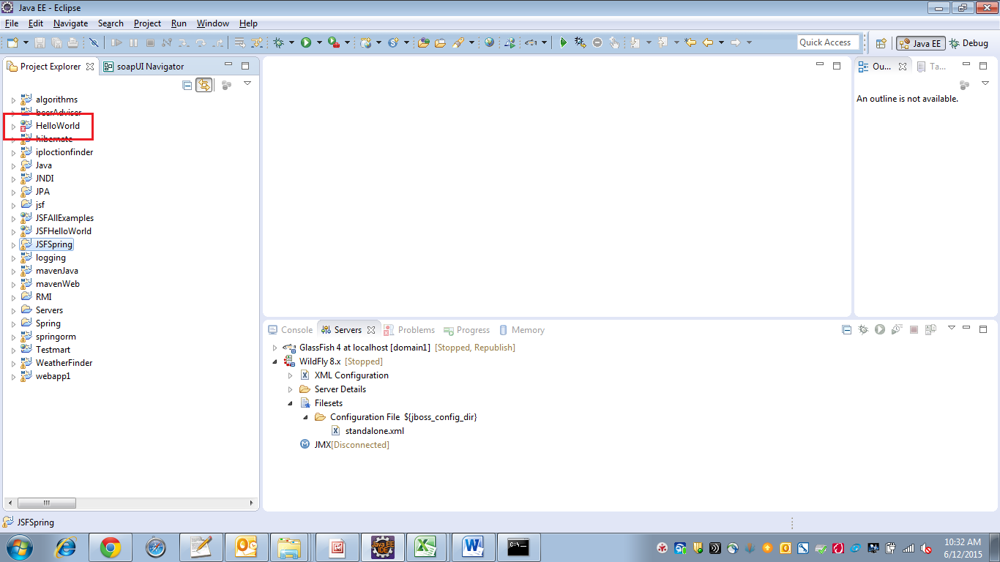 Java EE - Eclipse
File Edit Navigate Search Project Run Window Help
Quick Access
Java EE
Debug
Project Explorer
soapUI Navigator
algorithms
beerAdviser
HelloWorld
hibernate
iploctionfinder
Java
JNDI
JPA
jsf
JSFAllExamples
JSFHelloWorld
JSFSpring
logging
mavenJava
mavenWeb
RMI
Servers
Spring
springorm
Testmart
WeatherFinder
webapp1
Ou...
Ta...
An outline is not available.
Console Servers Problems Progress Memory
GlassFish 4 at localhost [domain1] [Stopped, Republish]
WildFly 8.x [Stopped]
XML Configuration
Server Details
Filesets
Configuration File ${jboss_config_dir}
standalone.xml
JMX[Disconnected]
JSFSpring
Java EE
IDE
C:\.
10:32 AM
6/12/2015